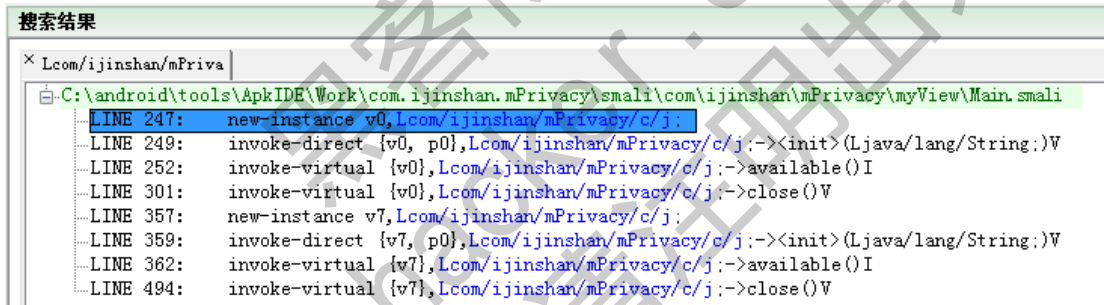 搜索结果
× Lcom/ijinshan/mPriva
C:\android\tools\ApkIDE\Work\com.ijinshan.mPrivacy\smali\com\ijinshan\mPrivacy\myView\Main.smali
LINE 247: new-instance v0,Lcom/ijinshan/mPrivacy/c/j;
LINE 249: invoke-direct {v0, p0},Lcom/ijinshan/mPrivacy/c/j;-><init>(Ljava/lang/String;)V
LINE 252: invoke-virtual {v0},Lcom/ijinshan/mPrivacy/c/j;->available()I
LINE 301: invoke-virtual {v0},Lcom/ijinshan/mPrivacy/c/j;->close()V
LINE 357: new-instance v7,Lcom/ijinshan/mPrivacy/c/j;
LINE 359: invoke-direct {v7, p0},Lcom/ijinshan/mPrivacy/c/j;-><init>(Ljava/lang/String;)V
LINE 362: invoke-virtual {v7},Lcom/ijinshan/mPrivacy/c/j;->available()I
LINE 494: invoke-virtual {v7},Lcom/ijinshan/mPrivacy/c/j;->close()V